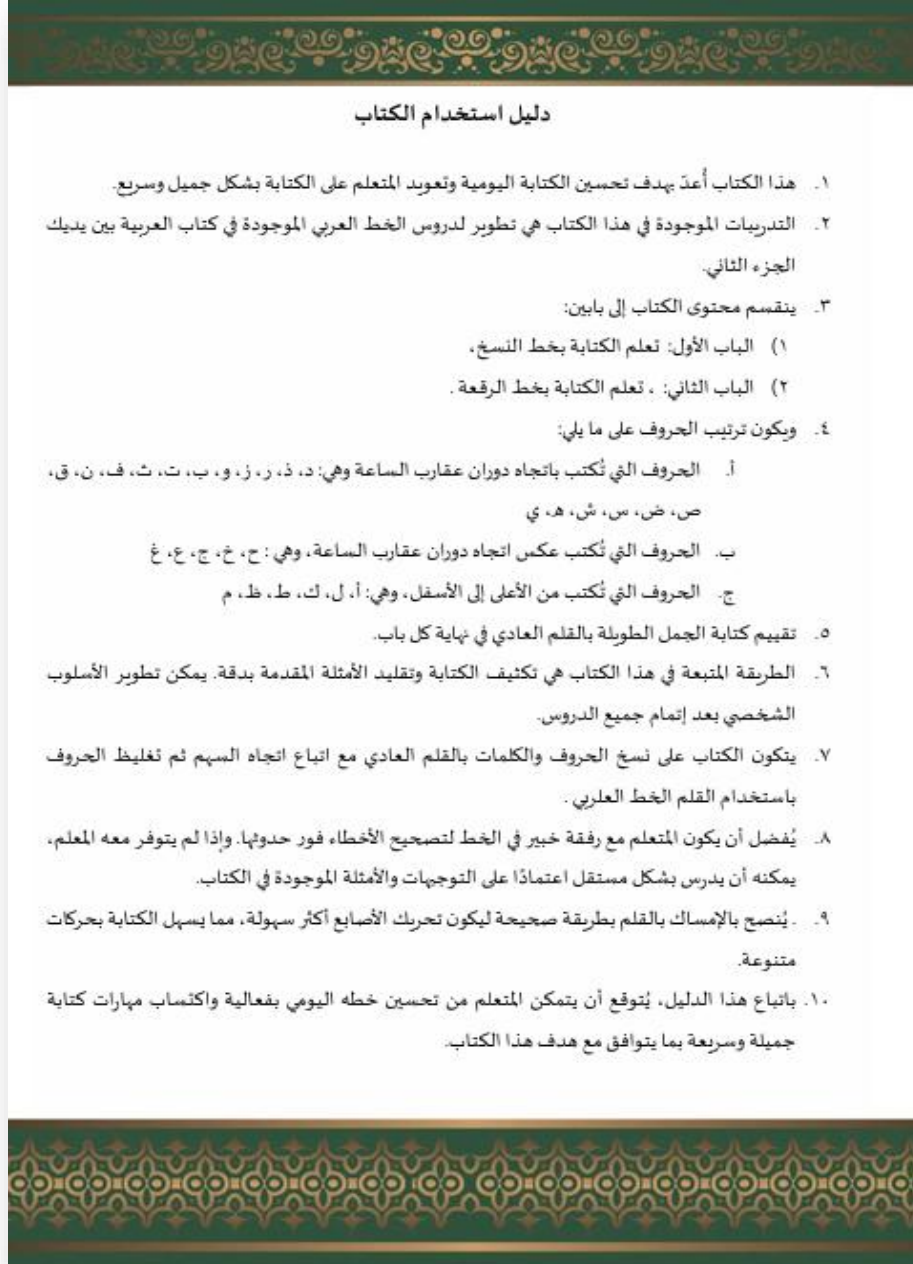 دليل استخدام الكتاب
١. هذا الكتاب أُعدّ بهدف تحسين الكتابة اليومية وتعويد المتعلم على الكتابة بشكل جميل وسريع.
٢. التدريبات الموجودة في هذا الكتاب هي تطوير لدروس الخط العربي الموجودة في كتاب العربية بين يديك
الجزء الثاني.
٣. ينقسم محتوى الكتاب إلى بابين:
١) الباب الأول: تعلم الكتابة بخط النسخ،
٢) الباب الثاني: ، تعلم الكتابة بخط الرقعة .
٤. ويكون ترتيب الحروف على ما يلي:
أ. الحروف التي تُكتب باتجاه دوران عقارب الساعة وهي: د، ذ، ر، ز، و، ب، ت، ث، ف، ن، ق،
ص، ض، س، ش، ه، ي
ب. الحروف التي تُكتب عكس اتجاه دوران عقارب الساعة، وهي : ح، خ، ج، ع، غ
ج. الحروف التي تُكتب من الأعلى إلى الأسفل، وهي: أ، ل، ك، ط، ظ، م
٥. تقييم كتابة الجمل الطويلة بالقلم العادي في نهاية كل باب.
٦. الطريقة المتبعة في هذا الكتاب هي تكثيف الكتابة وتقليد الأمثلة المقدمة بدقة. يمكن تطوير الأسلوب
الشخصي بعد إتمام جميع الدروس.
٧. يتكون الكتاب على نسخ الحروف والكلمات بالقلم العادي مع اتباع اتجاه السهم ثم تغليظ الحروف
باستخدام القلم الخط العلربي .
٨. يُفضل أن يكون المتعلم مع رفقة خبير في الخط لتصحيح الأخطاء فور حدوثها. وإذا لم يتوفر معه المعلم،
يمكنه أن يدرس بشكل مستقل اعتمادًا على التوجيهات والأمثلة الموجودة في الكتاب.
٩. . يُنصح بالإمساك بالقلم بطريقة صحيحة ليكون تحريك الأصابع أكثر سهولة، مما يسهل الكتابة بحركات
متنوعة.
١٠. باتباع هذا الدليل، يُتوقع أن يتمكن المتعلم من تحسين خطه اليومي بفعالية واكتساب مهارات كتابة
جميلة وسريعة بما يتوافق مع هدف هذا الكتاب.